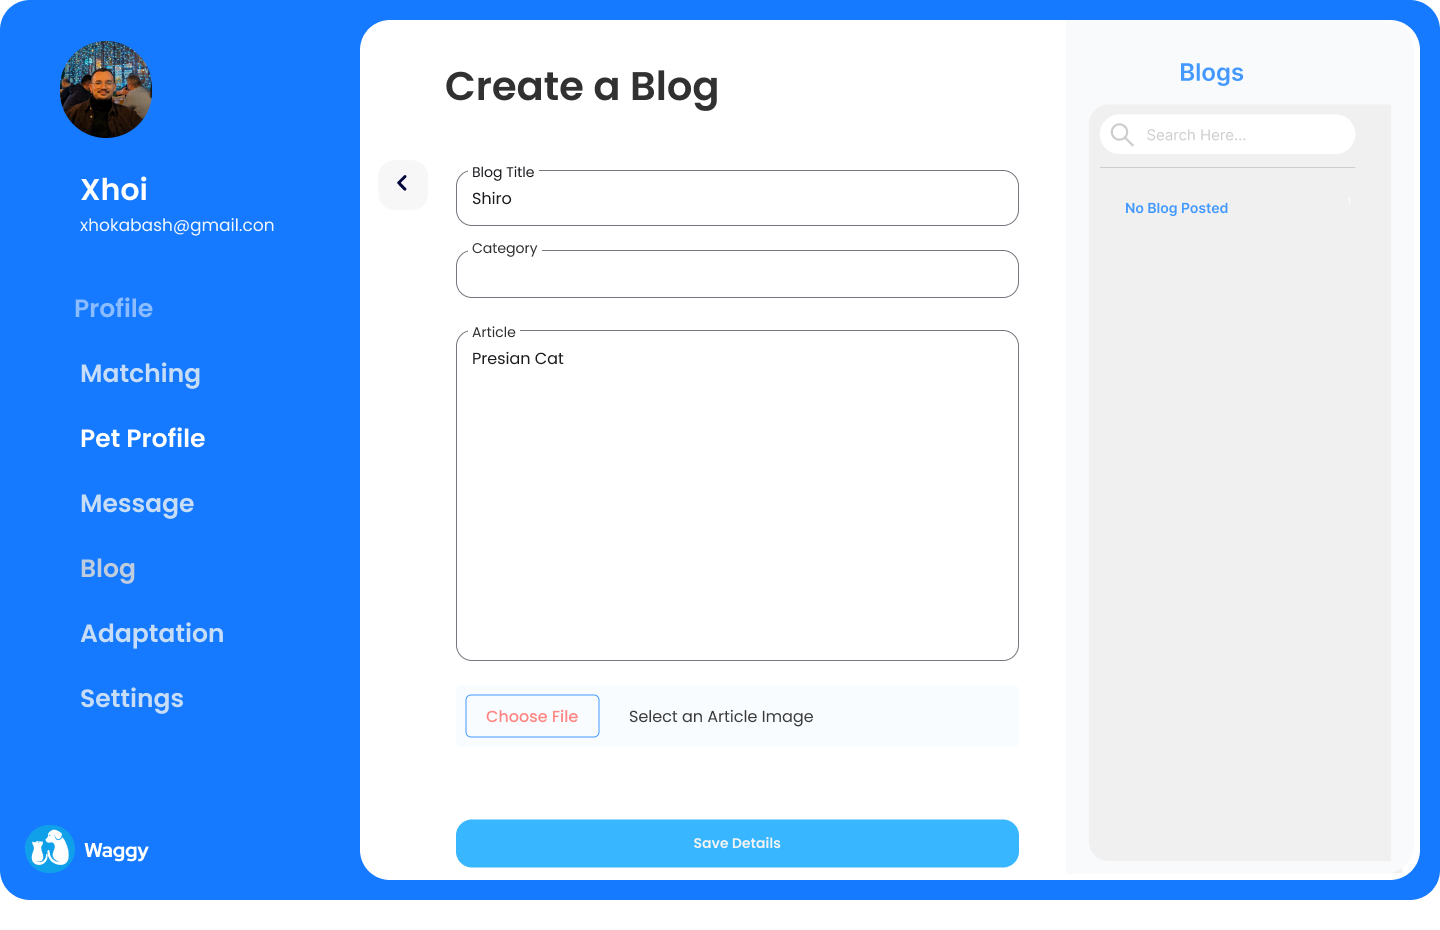 Xhoi
xhokabash@gmail.con
Profile
Matching
Pet Profile
Message
Blog
Adaptation
Settings
Waggy
Create a Blog
Blog Title
Shiro
Category
Article
Presian Cat
Choose File
Select an Article Image
Save Details
Blogs
Search Here...
No Blog Posted